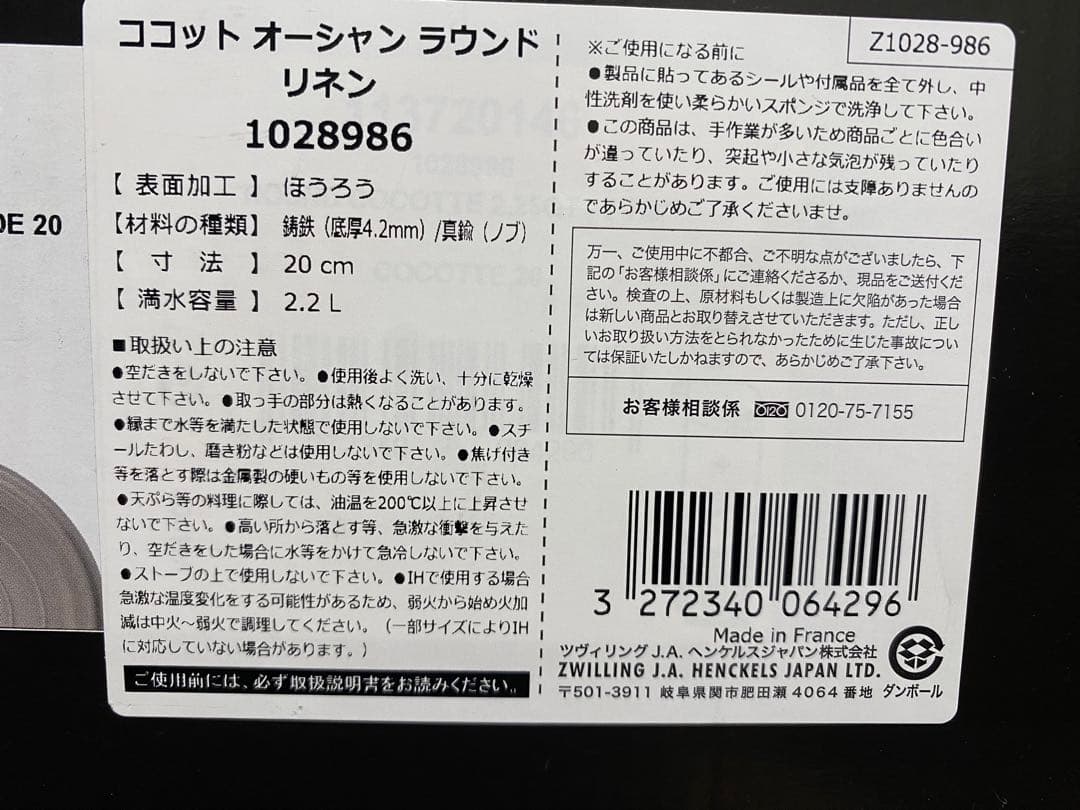 DE 20
ココット オーシャン ラウンド
リネン
1028986
【 表面加工 】 ほうろう
【材料の種類】 鋳鉄（底厚4.2mm）/真鍮（ノブ）
【 寸 法 】 20 cm
【 満水容量 】 2.2 L
■取扱い上の注意
●空だきをしないで下さい。●使用後よく洗い、十分に乾燥
させて下さい。●取っ手の部分は熱くなることがあります。
●縁まで水等を満たした状態で使用しないで下さい。●スチ
ールたわし、磨き粉などは使用しないで下さい。●焦げ付き
等を落とす際は金属製の硬いもの等を使用しないで下さい。
●天ぷら等の料理に際しては、油温を200℃以上に上昇させ
ないで下さい。●高い所から落とす等、急激な衝撃を与えた
り、空だきをした場合に水等をかけて急冷しないで下さい。
●ストーブの上で使用しないで下さい。●IHで使用する場合
急激な温度変化をする可能性があるため、弱火から始め火加
減は中火～弱火で調理してください。（一部サイズによりIH
に対応していない場合があります。）
ご使用前には、必ず取扱説明書をお読みください。
Z1028-986
※ご使用になる前に
●製品に貼ってあるシールや付属品を全て外し、中
性洗剤を使い柔らかいスポンジで洗浄して下さい。
●この商品は、手作業が多いため商品ごとに色合い
が違っていたり、突起や小さな気泡が残っていたり
することがあります。ご使用には支障ありませんの
であらかじめご了承くださいませ。
万一、ご使用中に不都合、ご不明な点がございましたら、下
記の「お客様相談係」にご連絡くださるか、現品をご送付くだ
さい。検査の上、原材料もしくは製造上に欠陥があった場合
は新しい商品とお取り替えさせていただきます。ただし、正し
いお取り扱い方法をとられなかったために生じた事故につい
ては保証いたしかねますので、あらかじめご了承下さい。
お客様相談係 0120-75-7155
3 272340 064296
Made in France
ツヴィリング J.A. ヘンケルスジャパン株式会社
ZWILLING J.A. HENCKELS JAPAN LTD.
〒501-3911 岐阜県関市肥田瀬 4064 番地
ダンボール